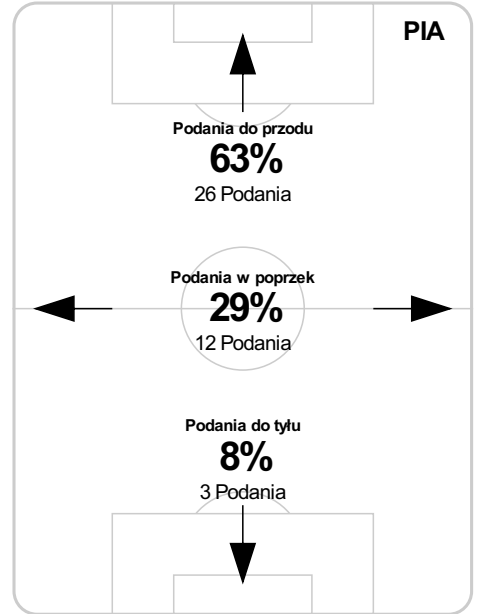 PIA
Podania do przodu
63%
26 Podania
Podania w poprzek
29%
12 Podania
Podania do tyłu
8%
3 Podania